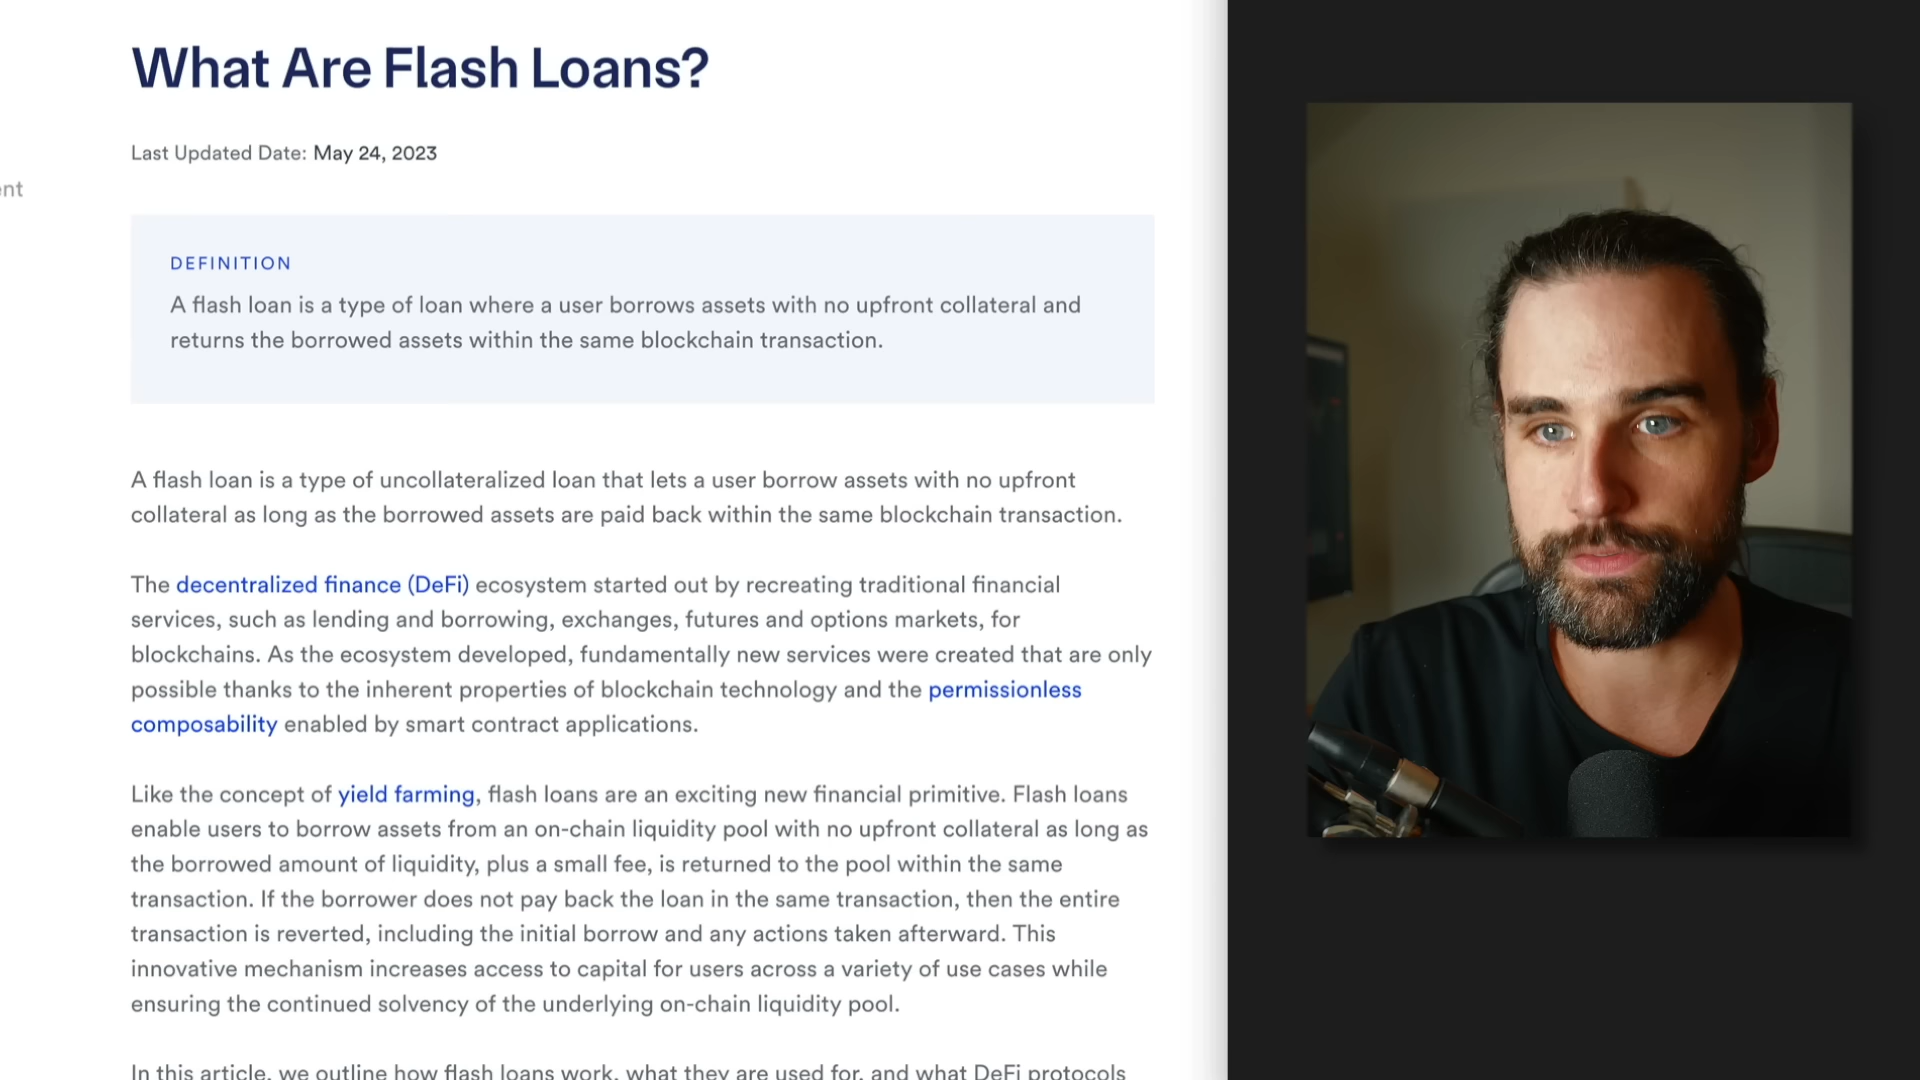 What Are Flash Loans?
Last Updated Date: May 24, 2023
ent
DEFINITION
A flash loan is a type of loan where a user borrows assets with no upfront collateral and
returns the borrowed assets within the same blockchain transaction.
A flash loan is a type of uncollateralized loan that lets a user borrow assets with no upfront
collateral as long as the borrowed assets are paid back within the same blockchain transaction.
The decentralized finance (DeFi) ecosystem started out by recreating traditional financial
services, such as lending and borrowing, exchanges, futures and options markets, for
blockchains. As the ecosystem developed, fundamentally new services were created that are only
possible thanks to the inherent properties of blockchain technology and the permissionless
composability enabled by smart contract applications.
Like the concept of yield farming, flash loans are an exciting new financial primitive. Flash loans
enable users to borrow assets from an on-chain liquidity pool with no upfront collateral as long as
the borrowed amount of liquidity, plus a small fee, is returned to the pool within the same
transaction. If the borrower does not pay back the loan in the same transaction, then the entire
transaction is reverted, including the initial borrow and any actions taken afterward. This
innovative mechanism increases access to capital for users across a variety of use cases while
ensuring the continued solvency of the underlying on-chain liquidity pool.
In this article, we outline how flash loans work, what they are used for, and what DeFi protocols